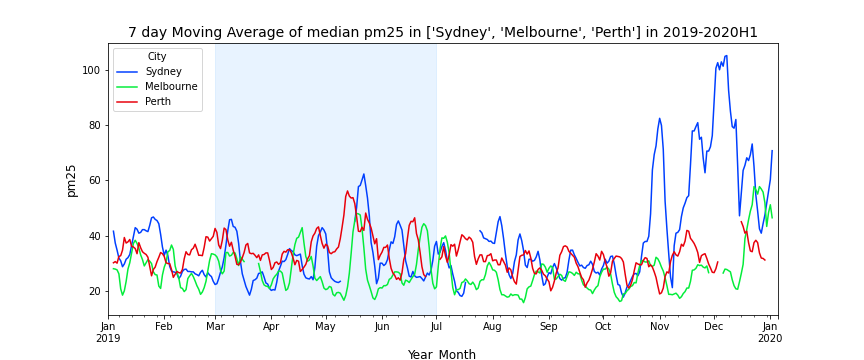 7 day Moving Average of median pm25 in ['Sydney', 'Melbourne', 'Perth'] in 2019-2020H1
City
Sydney
Melbourne
Perth
pm25
100
80
60
40
20
Jan Feb Mar Apr May Jun Jul Aug Sep Oct Nov Dec Jan
2019 2020
Year_Month